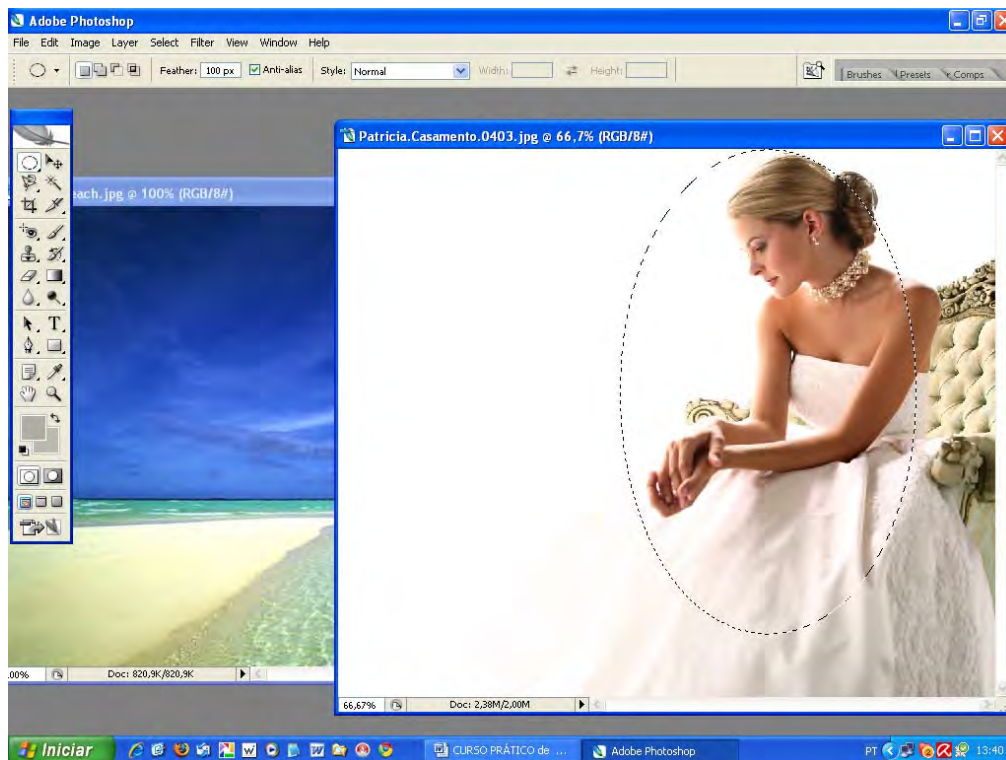 Adobe Photoshop
File Edit Image Layer Select Filter View Window Help
Feather: 100 px Anti-alias Style: Normal Width: Height: Brushes Presets Comps
Patricia.Casamento.0403.jpg @ 66,7% (RGB/8#)
each.jpg @ 100% (RGB/8#)
T
.00% Doc: 820,9K/820,9K
66,67% Doc: 2,38M/2,00M
Iniciar CURSO PRÁTICO de ... Adobe Photoshop PT 13:40